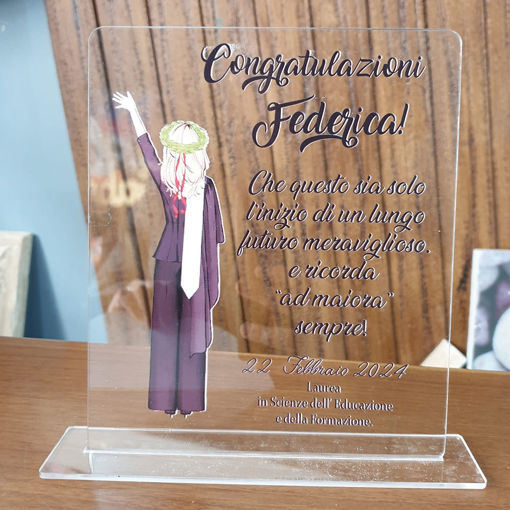 Congratulazioni
Federica!
Che questo sia solo
l'inizio di un lungo
futuro meraviglioso.
e ricorda
"ad maiora"
sempre!
22 Febbraio 2024
Laurea
in Scienze dell' Educazione
e della Formazione.